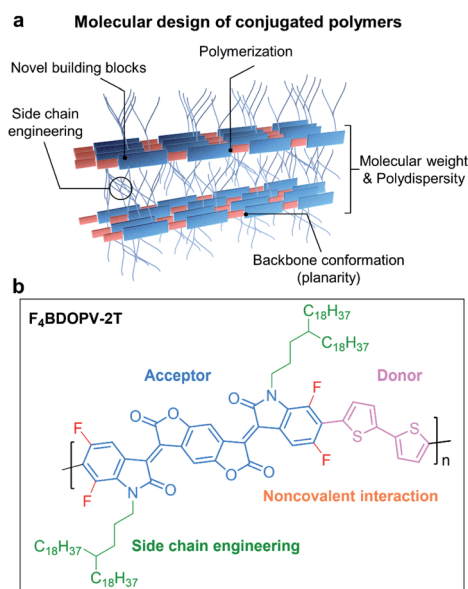 a Molecular design of conjugated polymers
Polymerization
Novel building blocks
Side chain
engineering
Molecular weight
& Polydispersity
Backbone conformation
(planarity)
b
F₄BDOPV-2T
C₁₈H₃₇
C₁₈H₃₇
Acceptor
Donor
O
N
F
O
O
F
S
S
n
F
F
O
O
N
O
Noncovalent interaction
Side chain engineering
C₁₈H₃₇
C₁₈H₃₇